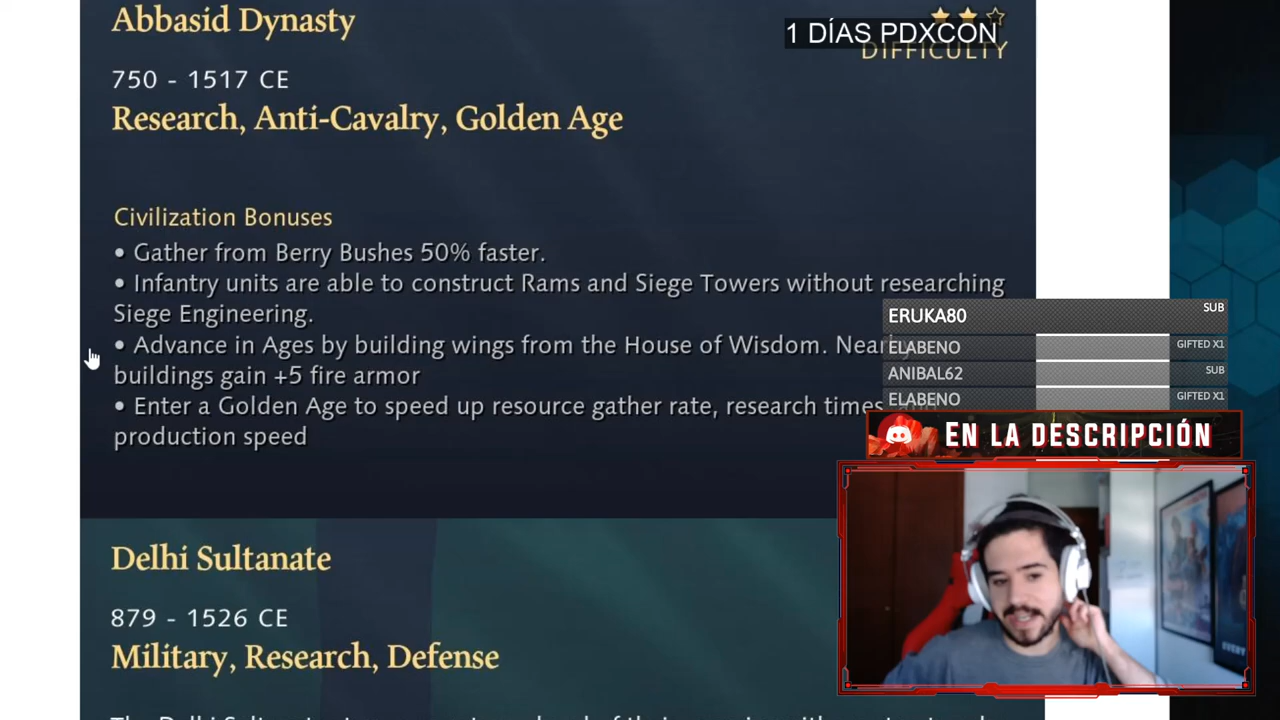 Abbasid Dynasty
1 DÍAS PDXCON
DIFFICULTY
750 - 1517 CE
Research, Anti-Cavalry, Golden Age
Civilization Bonuses
• Gather from Berry Bushes 50% faster.
• Infantry units are able to construct Rams and Siege Towers without researching
Siege Engineering.
• Advance in Ages by building wings from the House of Wisdom.
buildings gain +5 fire armor
• Enter a Golden Age to speed up resource gather rate, research times
production speed
ERUKA80 SUB
ELABENO GIFTED X1
ANIBAL62 SUB
ELABENO GIFTED X1
EN LA DESCRIPCIÓN
Delhi Sultanate
879 - 1526 CE
Military, Research, Defense